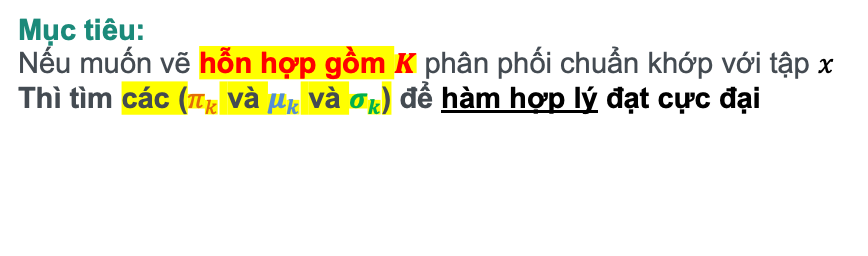 Mục tiêu:
Nếu muốn vẽ hỗn hợp gồm K phân phối chuẩn khớp với tập x
Thì tìm các (πₖ và μₖ và σₖ) để hàm hợp lý đạt cực đại